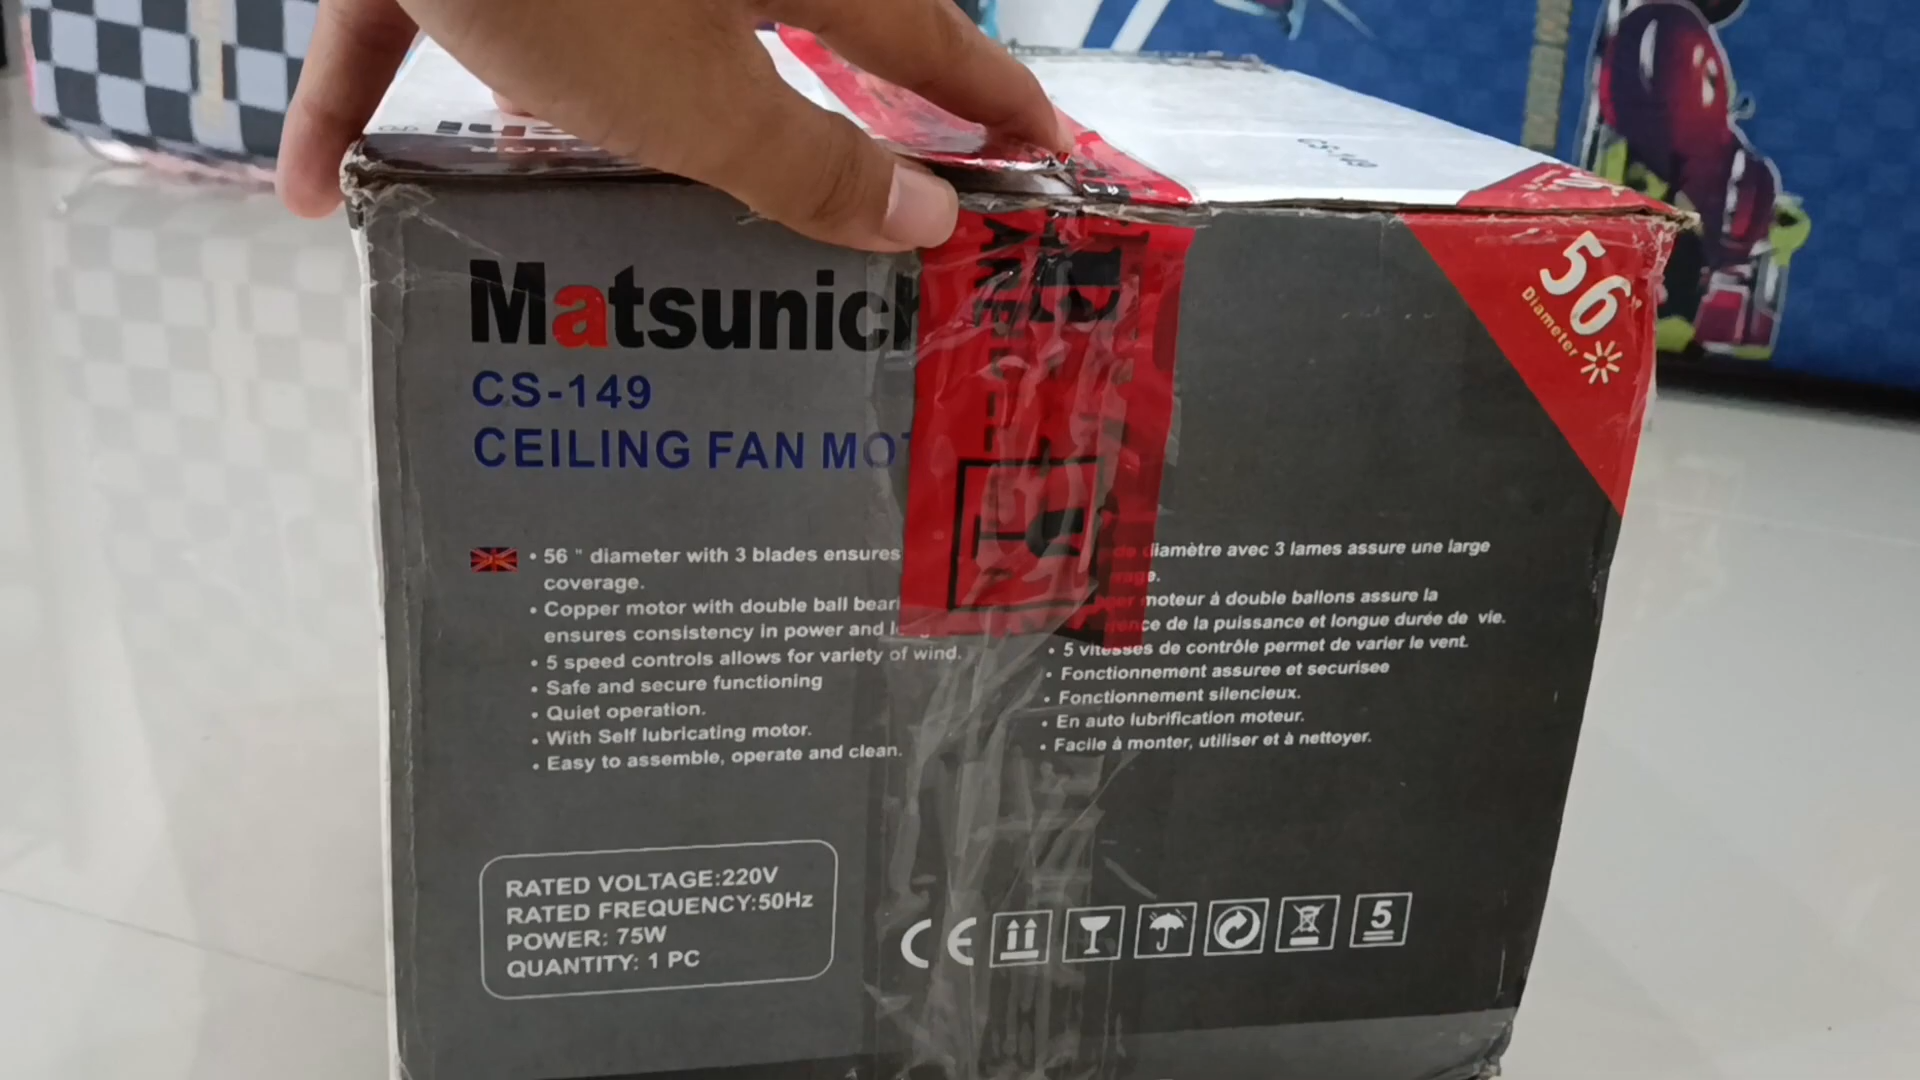 CS-149
56"
Diameter
Matsunich
CS-149
CEILING FAN MOT
• 56 " diameter with 3 blades ensures
coverage.
• Copper motor with double ball beari
ensures consistency in power and
• 5 speed controls allows for variety of wind.
• Safe and secure functioning
• Quiet operation.
• With Self lubricating motor.
• Easy to assemble, operate and clean.
diamètre avec 3 lames assure une large
moteur à double ballons assure la
de la puissance et longue durée de vie.
• 5 vitesses de contrôle permet de varier le vent.
• Fonctionnement assuree et securisee
• Fonctionnement silencieux.
• En auto lubrification moteur.
• Facile à monter, utiliser et à nettoyer.
RATED VOLTAGE:220V
RATED FREQUENCY:50Hz
POWER: 75W
QUANTITY: 1 PC
CE
5